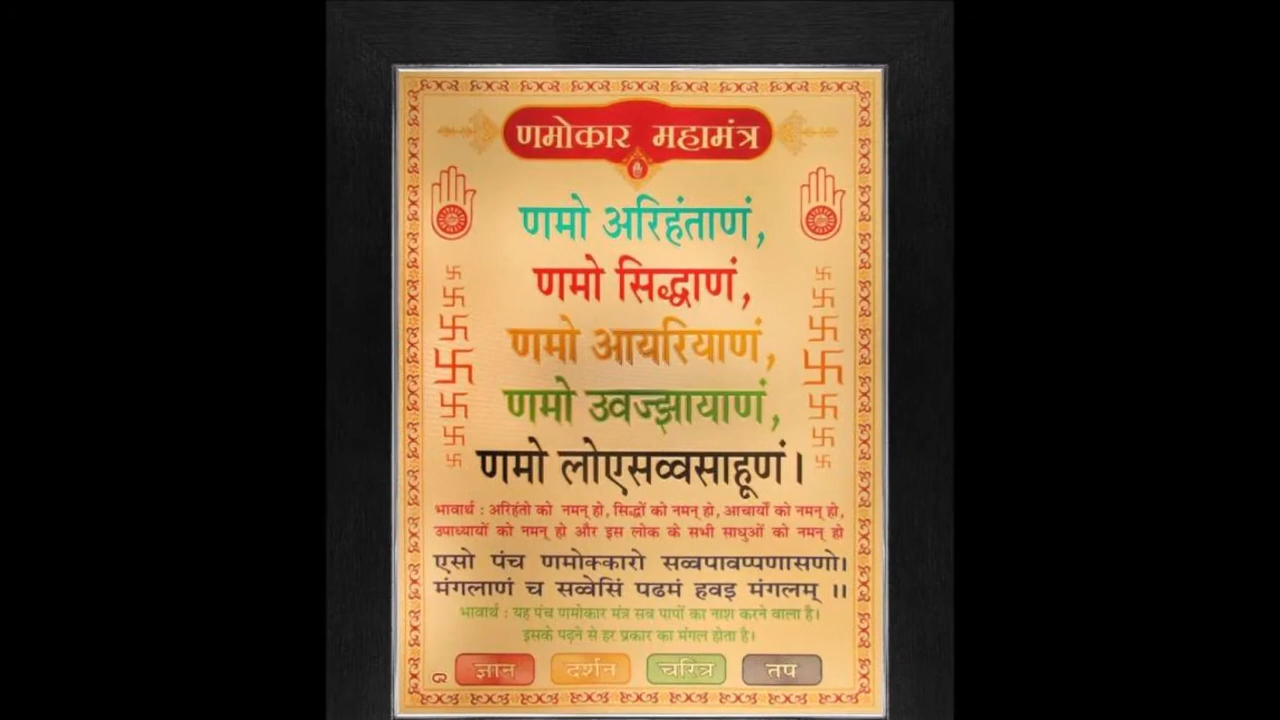 णमोकार महामंत्र
णमो अरिहंताणं,
णमो सिद्धाणं,
णमो आयरियाणं,
णमो उवज्झायाणं,
णमो लोएसव्वसाहूणं।
भावार्थ : अरिहंतो को नमन् हो, सिद्धों को नमन् हो, आचार्यों को नमन् हो,
उपाध्यायों को नमन् हो और इस लोक के सभी साधुओं को नमन् हो
एसो पंच णमोक्कारो सव्वपावप्पणासणो।
मंगलाणं च सव्वेसिं पढमं हवइ मंगलम् ।।
भावार्थ : यह पंच णमोकार मंत्र सब पापों का नाश करने वाला है।
इसके पढ़ने से हर प्रकार का मंगल होता है।
ज्ञान दर्शन चरित्र तप